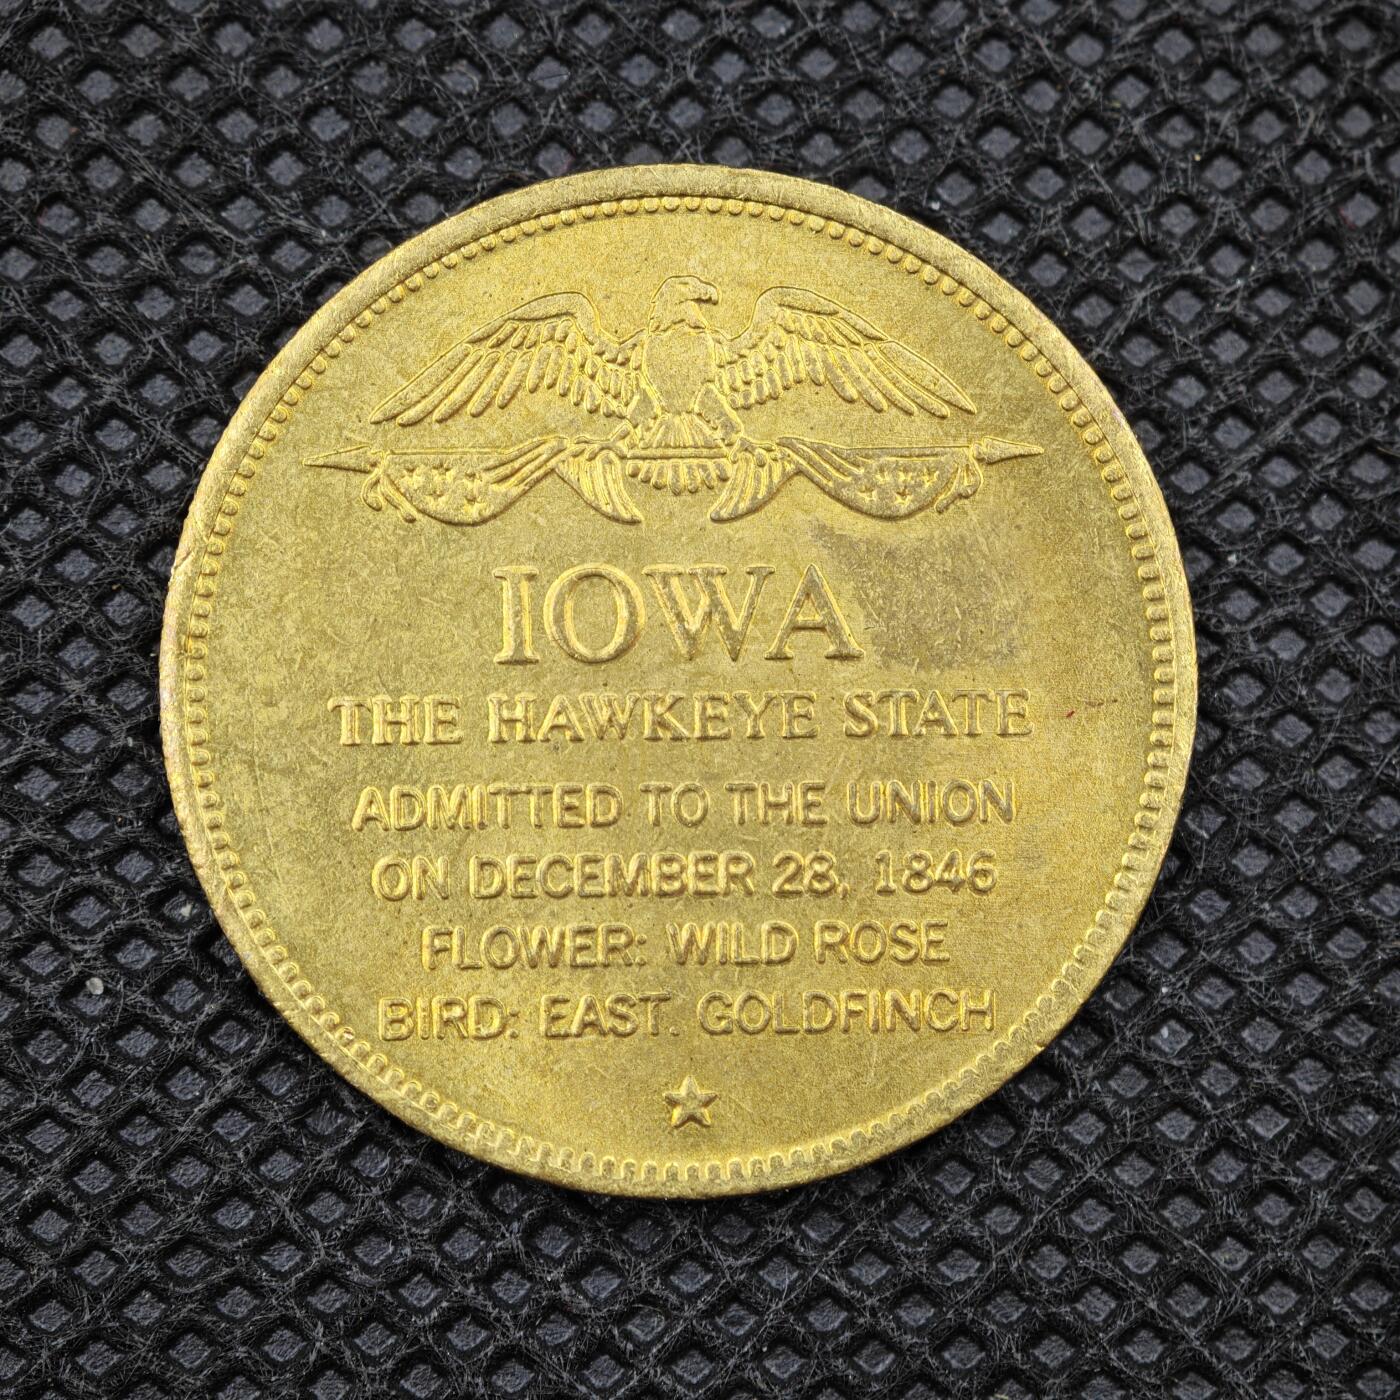 IOWA
THE HAWKEYE STATE
ADMITTED TO THE UNION
ON DECEMBER 28, 1846
FLOWER: WILD ROSE
BIRD: EAST. GOLDFINCH